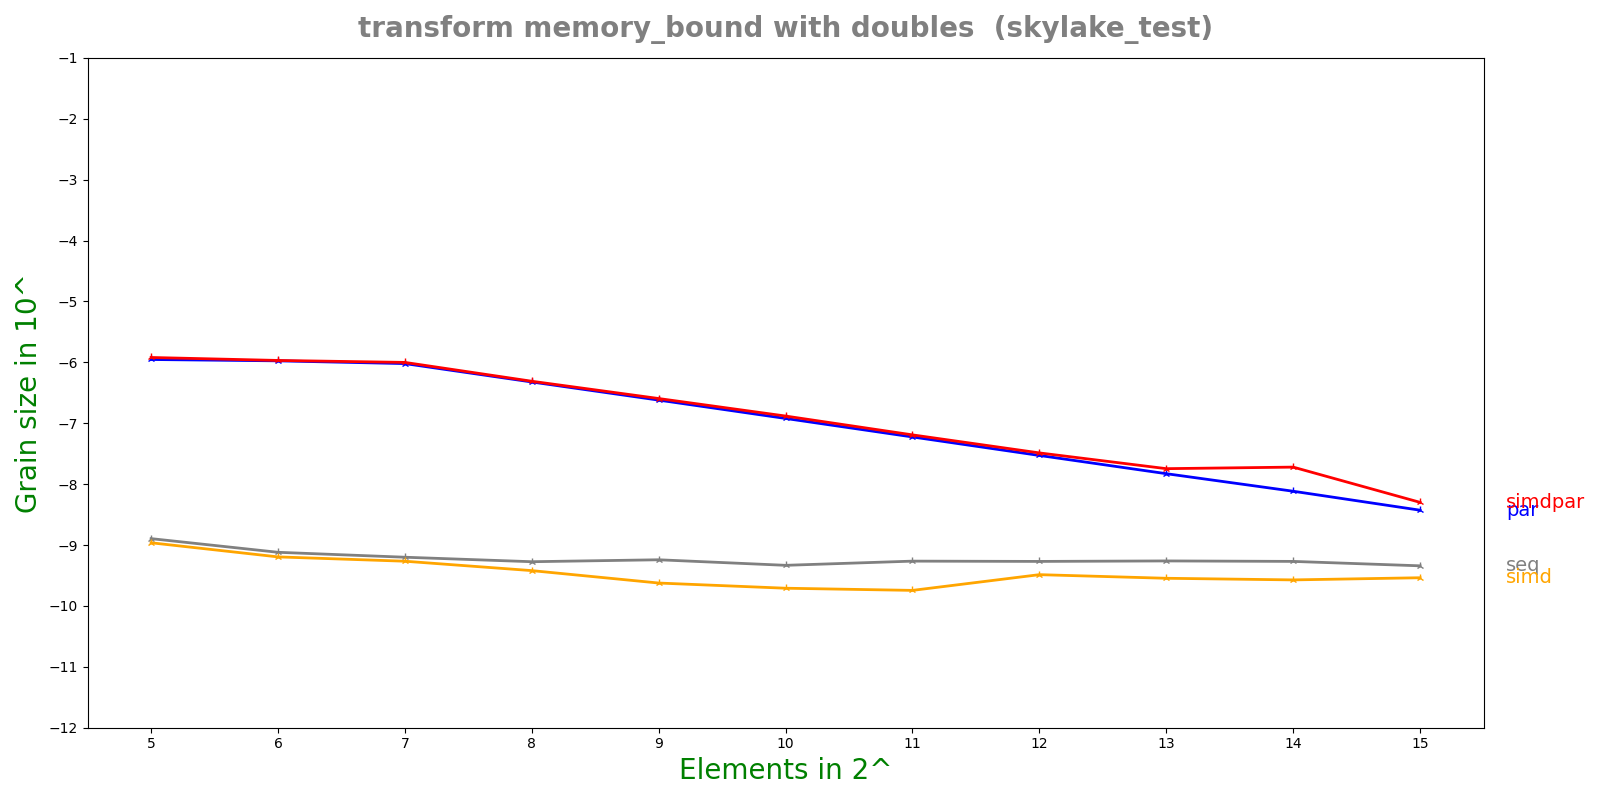 transform memory_bound with doubles  (skylake_test)
Grain size in 10^
−1
−2
−3
−4
−5
−6
−7
−8
−9
−10
−11
−12
simdpar
par
seq
simd
5 6 7 8 9 10 11 12 13 14 15
Elements in 2^